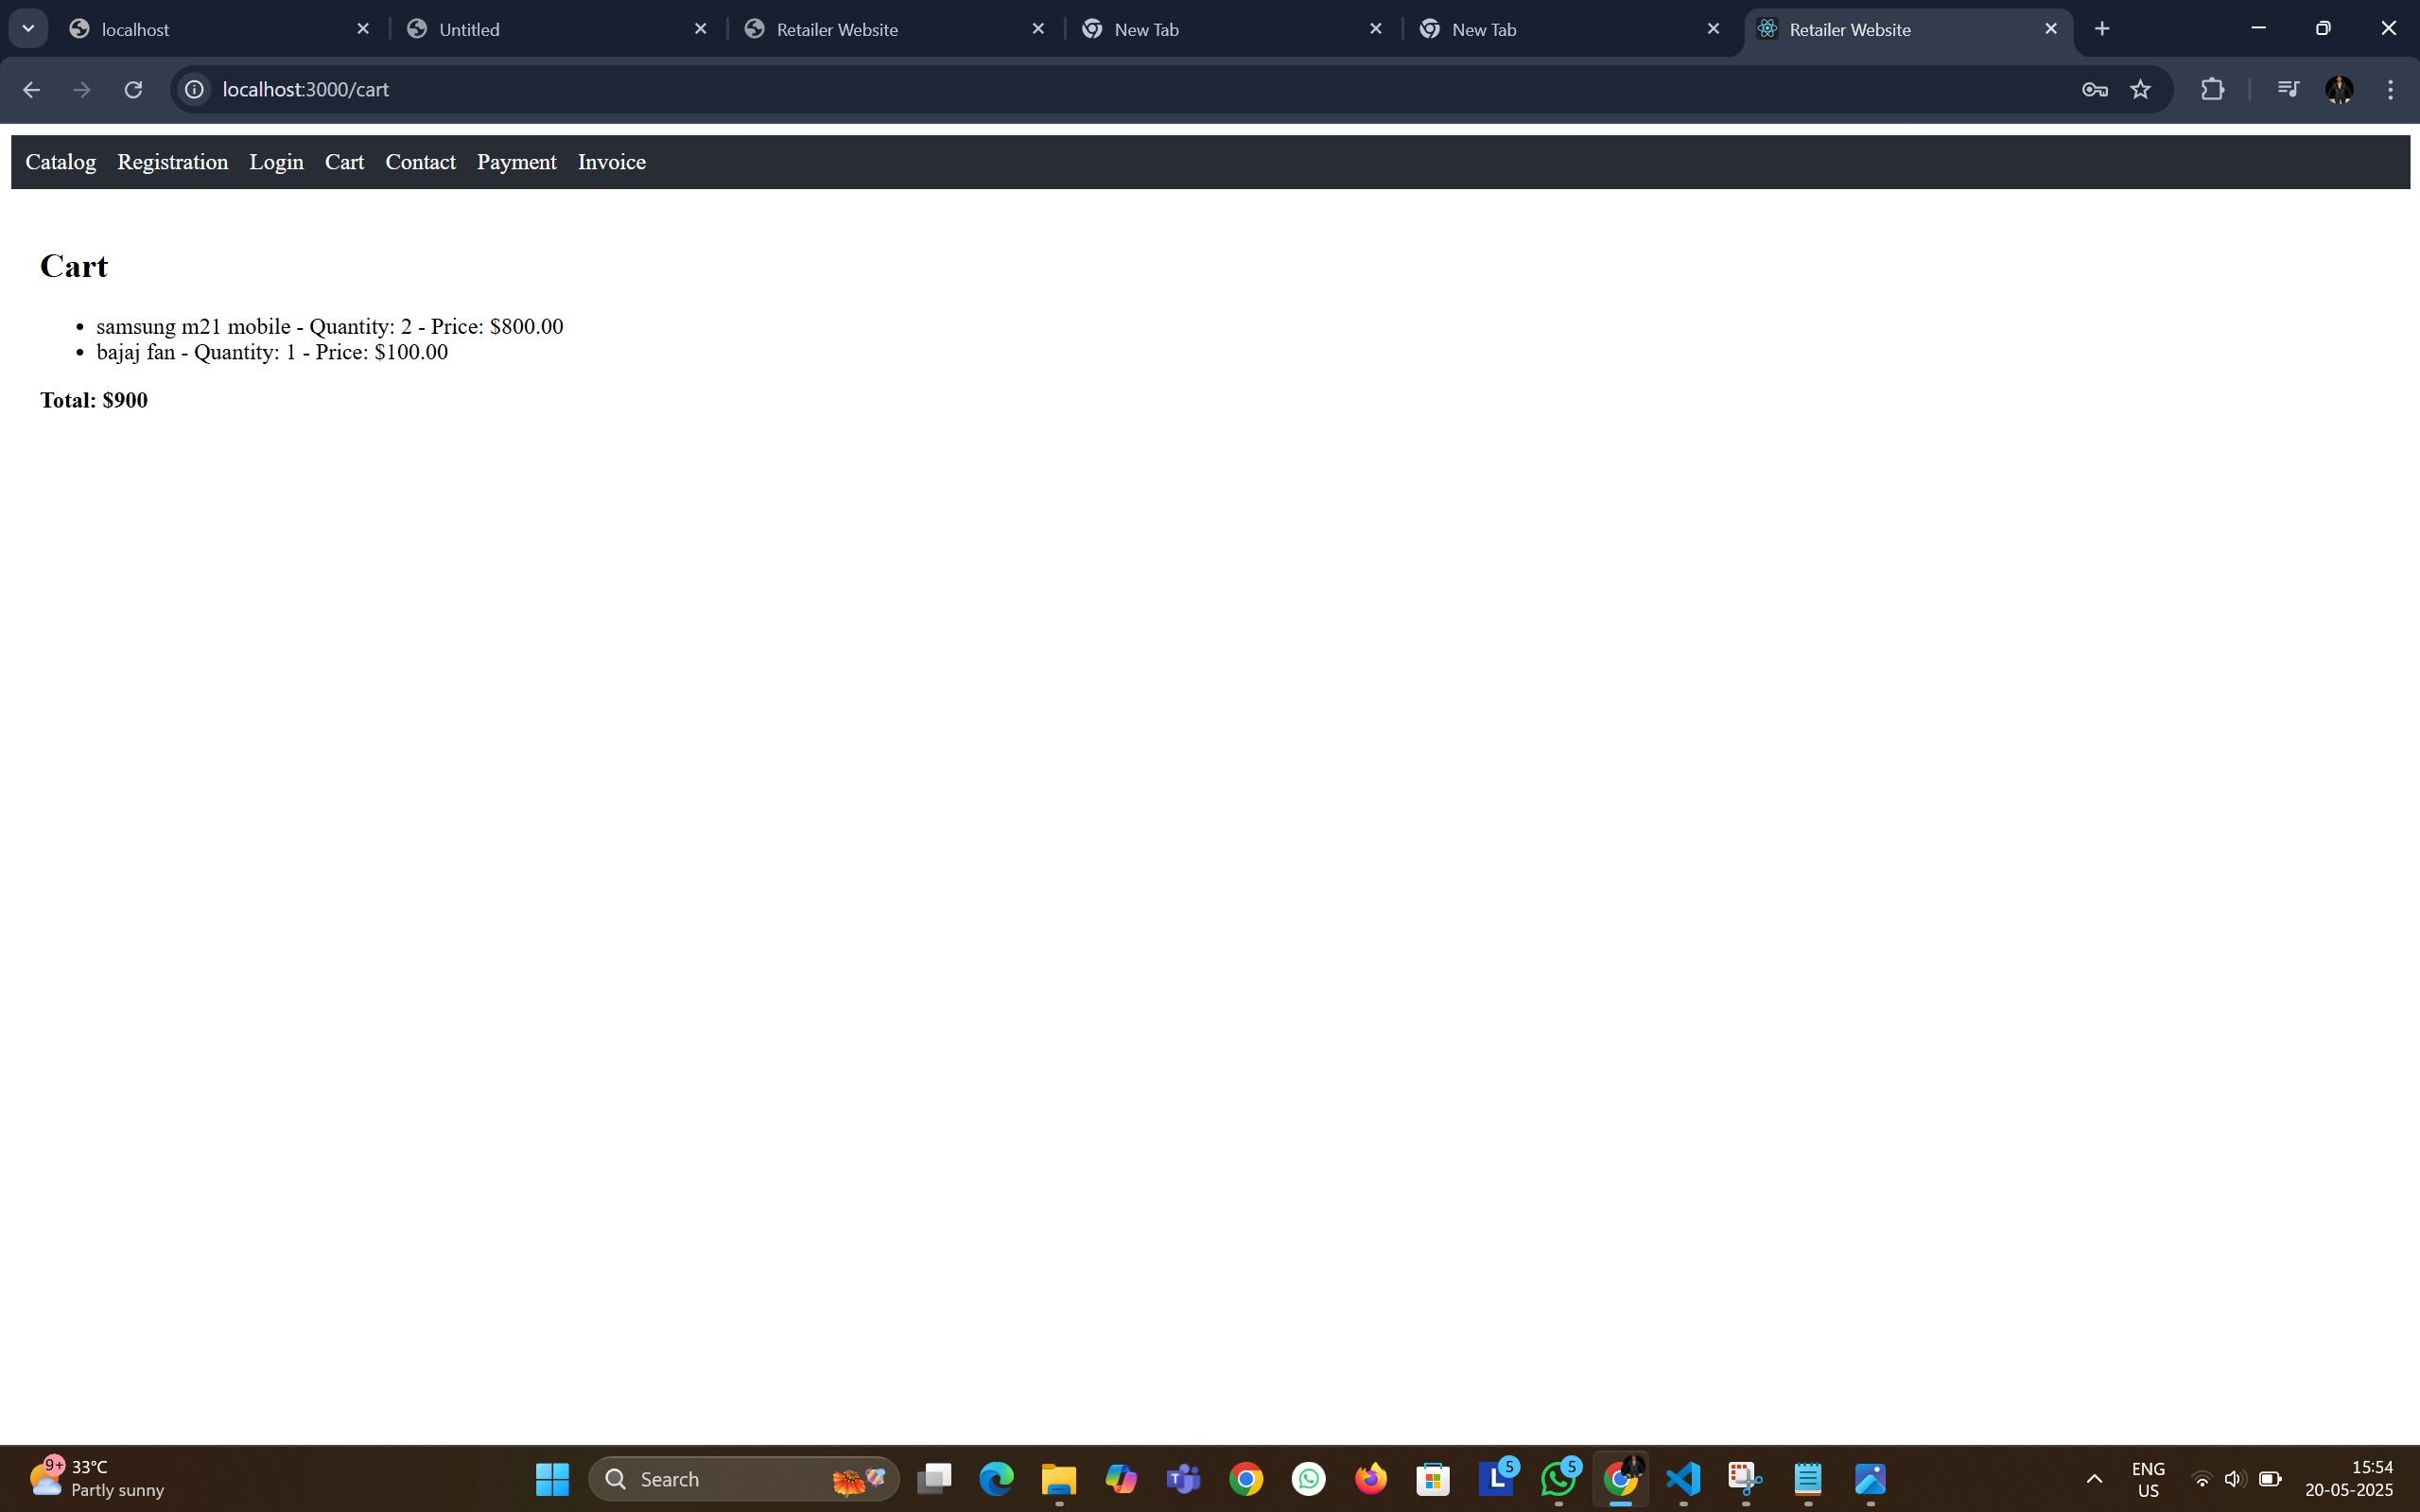 localhost
Untitled
Retailer Website
New Tab
New Tab
Retailer Website
localhost:3000/cart
Catalog Registration Login Cart Contact Payment Invoice
Cart
• samsung m21 mobile - Quantity: 2 - Price: $800.00
• bajaj fan - Quantity: 1 - Price: $100.00
Total: $900
9+
33°C
Partly sunny
Search
T
L
5
5
ENG
US
15:54
20-05-2025